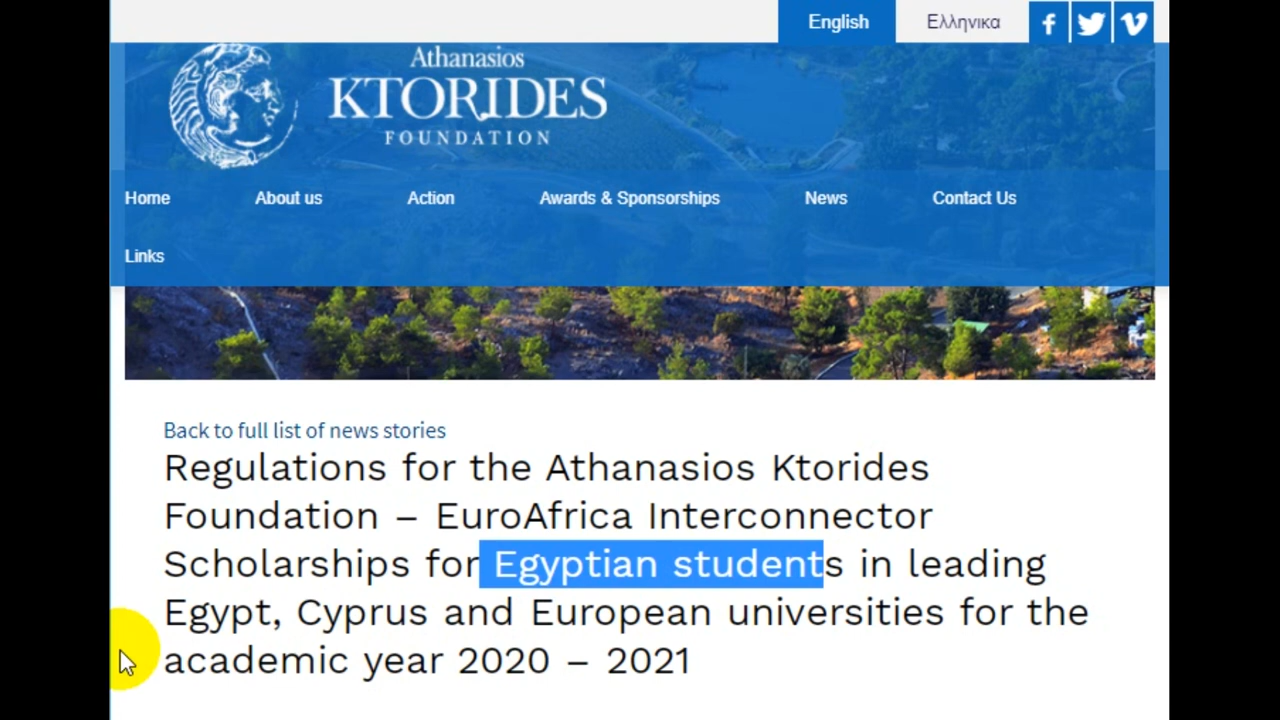 English
Ελληνικα
Athanasios
KTORIDES
FOUNDATION
Home
About us
Action
Awards & Sponsorships
News
Contact Us
Links
Back to full list of news stories
Regulations for the Athanasios Ktorides
Foundation – EuroAfrica Interconnector
Scholarships for Egyptian students in leading
Egypt, Cyprus and European universities for the
academic year 2020 – 2021